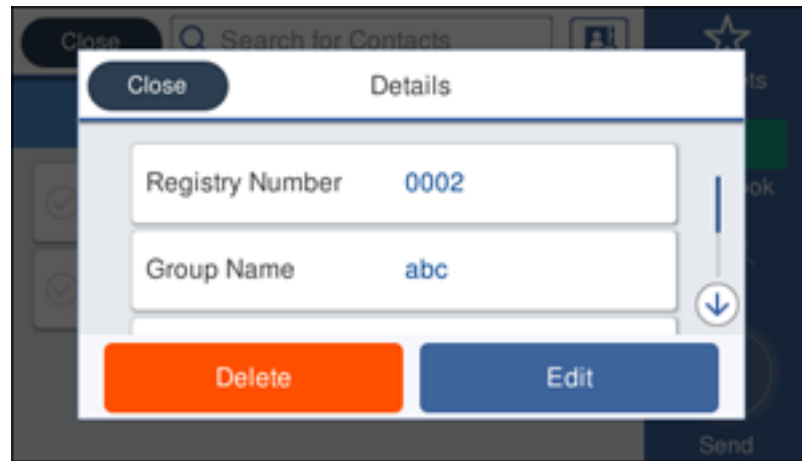 Close
Search for Contacts
Close
Details
Registry Number 0002
Group Name abc
Delete
Edit
Send